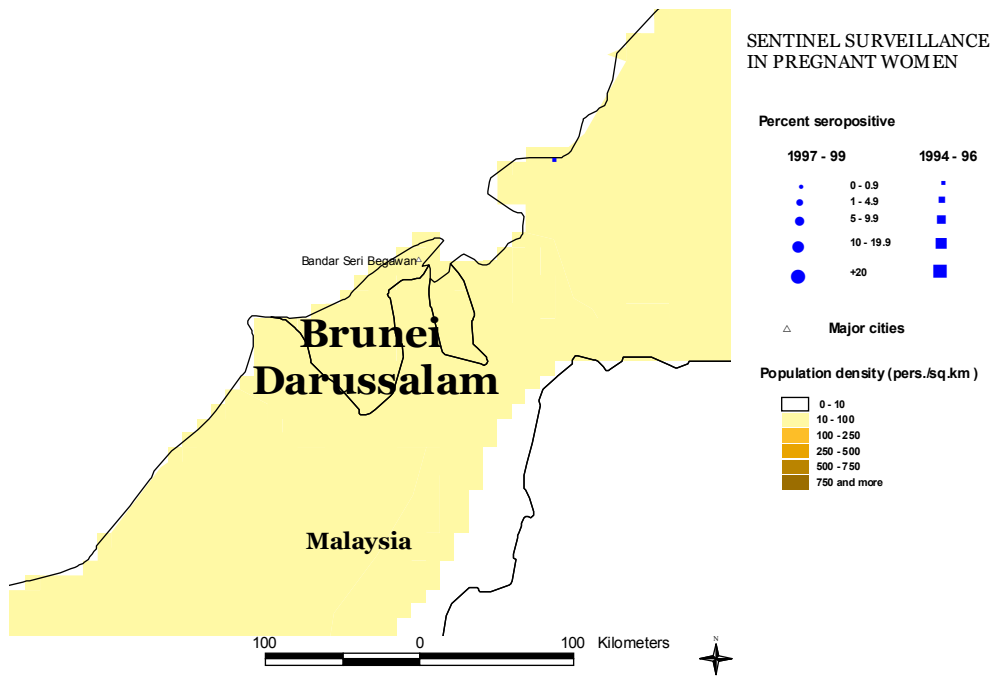 SENTINEL SURVEILLANCE
IN PREGNANT WOMEN
Percent seropositive
1997 - 99
1994 - 96
0 - 0.9
1 - 4.9
5 - 9.9
10 - 19.9
+20
Major cities
Population density (pers./sq.km )
0 - 10
10 - 100
100 - 250
250 - 500
500 - 750
750 and more
Bandar Seri Begawan
Brunei
Darussalam
Malaysia
100 0 100 Kilometers
N